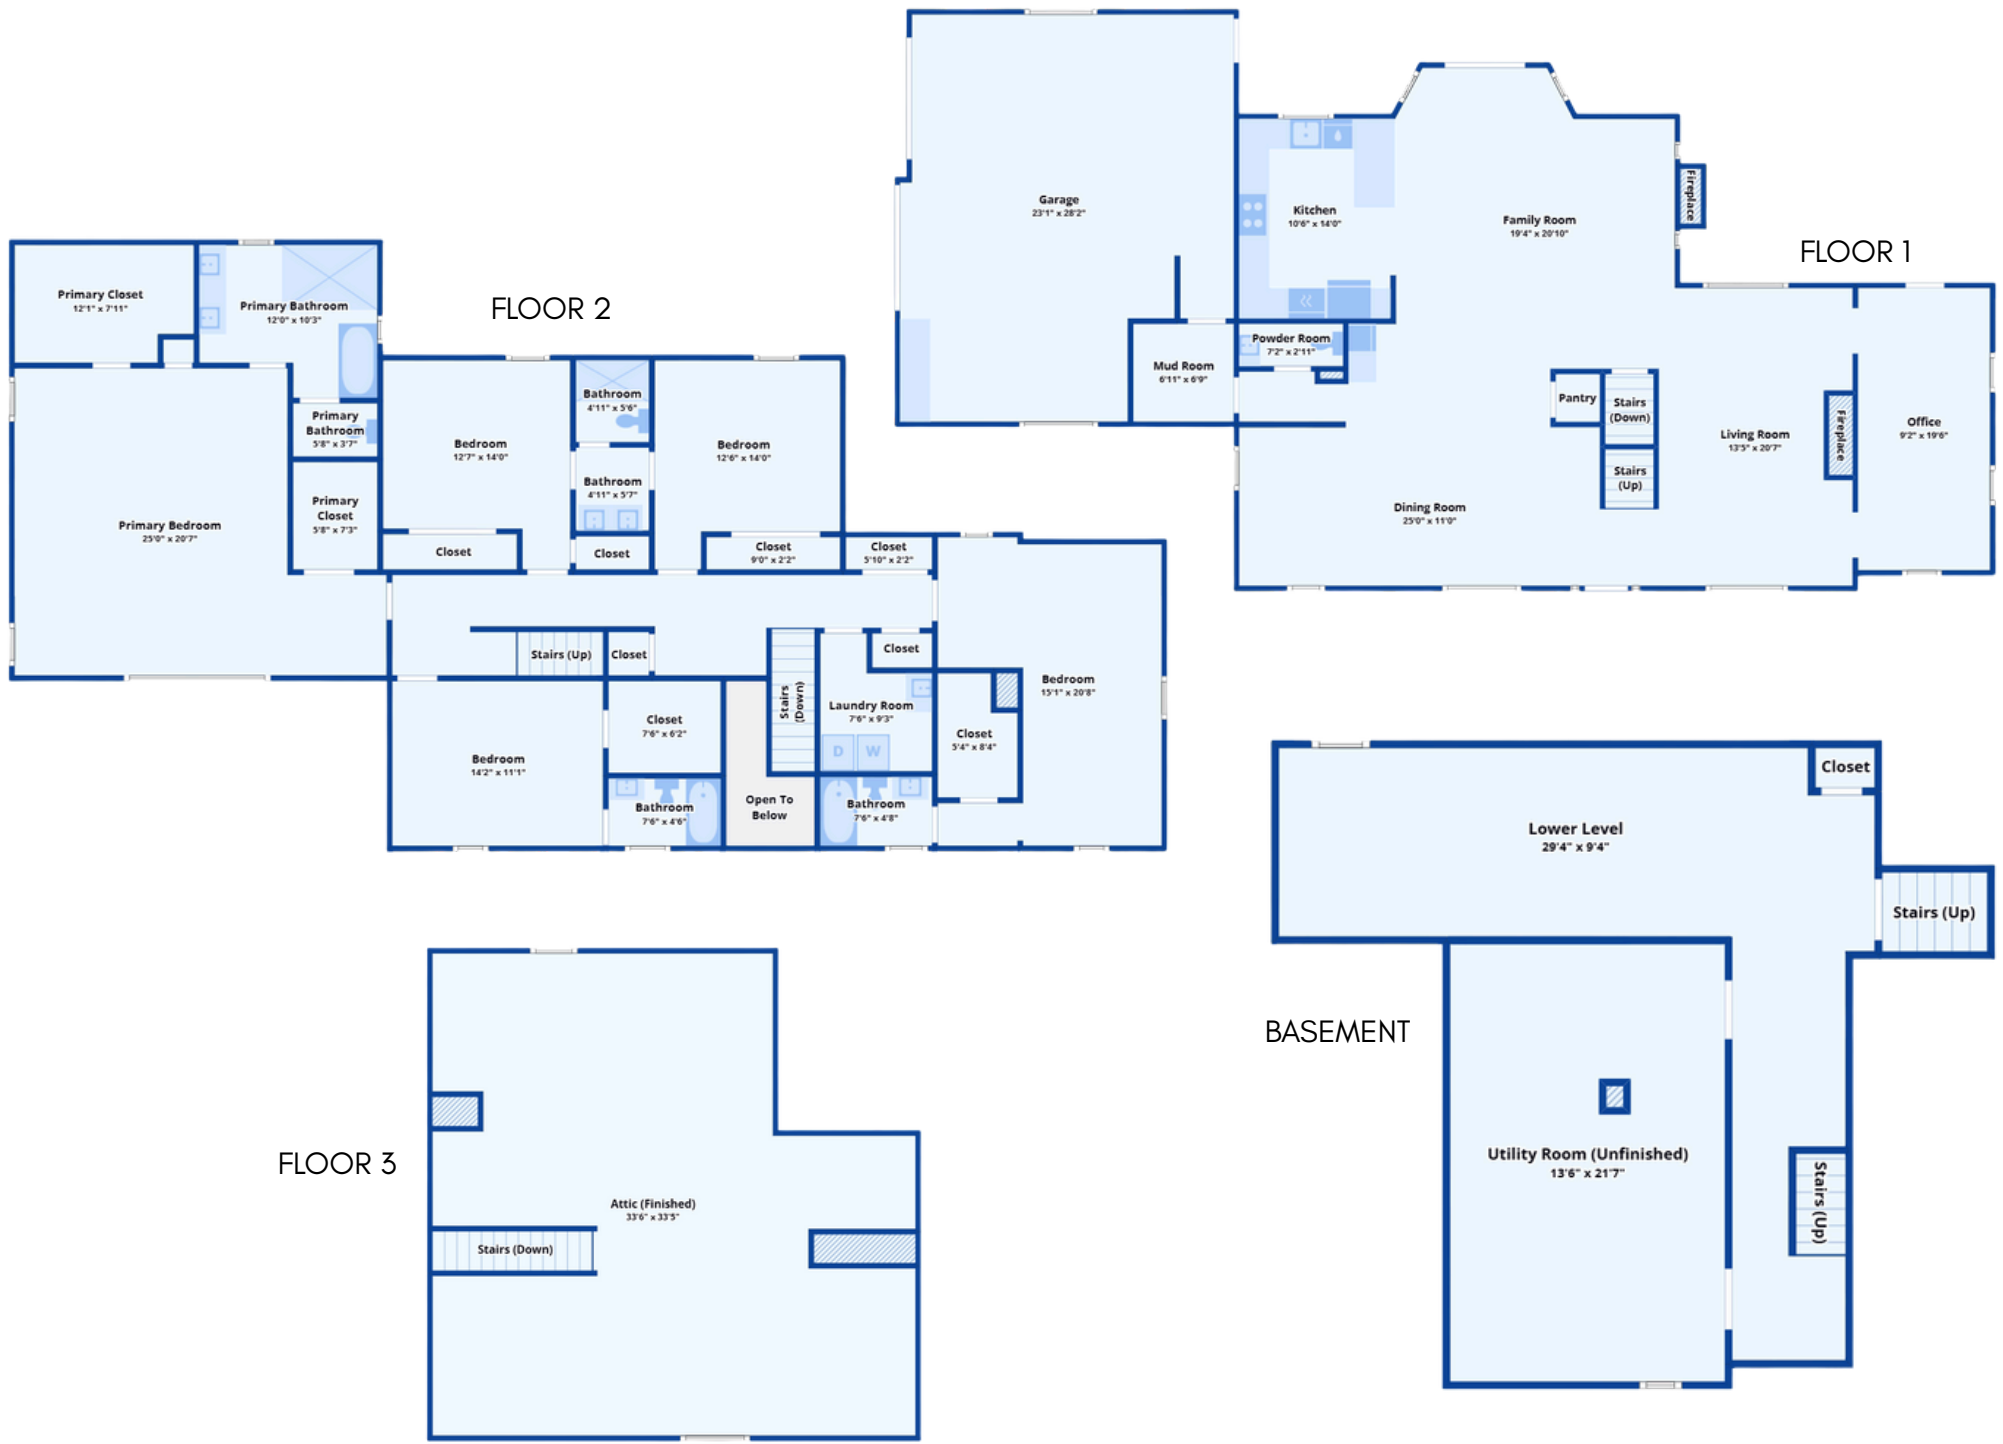 Garage
23'1" x 28'2"
Kitchen
10'6" x 14'0"
Family Room
19'4" x 20'10"
Fireplace
FLOOR 1
Powder Room
7'2" x 2'11"
Mud Room
6'11" x 6'9"
Pantry
Stairs
(Down)
Stairs
(Up)
Living Room
13'5" x 20'7"
Fireplace
Office
9'2" x 19'6"
Dining Room
25'0" x 11'0"
FLOOR 2
Primary Closet
12'1" x 7'11"
Primary Bathroom
12'0" x 10'3"
Primary
Bathroom
5'8" x 3'7"
Primary
Closet
5'8" x 7'3"
Primary Bedroom
25'0" x 20'7"
Bedroom
12'7" x 14'0"
Closet
Bathroom
4'11" x 5'6"
Bathroom
4'11" x 5'7"
Closet
Bedroom
12'6" x 14'0"
Closet
9'0" x 2'2"
Closet
5'10" x 2'2"
Stairs (Up)
Closet
Stairs
(Down)
Closet
Laundry Room
7'6" x 9'3"
D
W
Bedroom
15'1" x 20'8"
Closet
5'4" x 8'4"
Bedroom
14'2" x 11'1"
Closet
7'6" x 6'2"
Bathroom
7'6" x 4'6"
Open To
Below
Bathroom
7'6" x 4'8"
FLOOR 3
Attic (Finished)
33'6" x 33'5"
Stairs (Down)
BASEMENT
Closet
Lower Level
29'4" x 9'4"
Stairs (Up)
Utility Room (Unfinished)
13'6" x 21'7"
Stairs (Up)